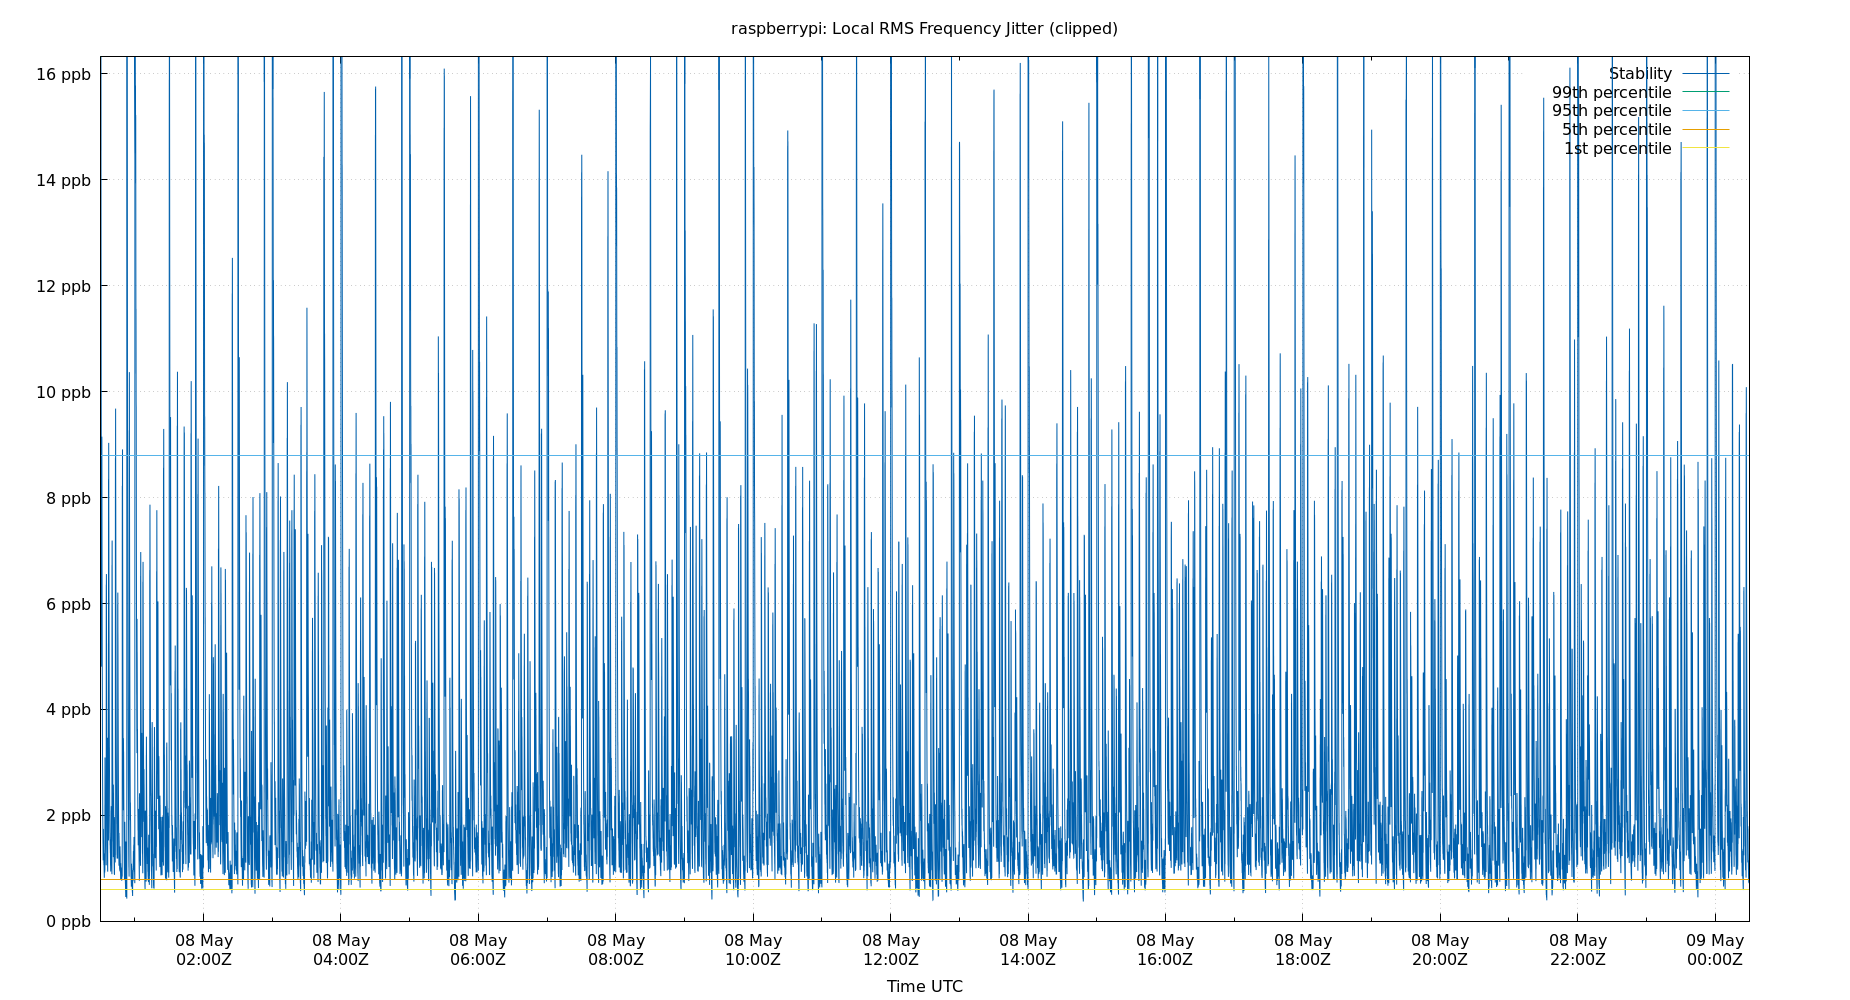 raspberrypi: Local RMS Frequency Jitter (clipped)
16 ppb
14 ppb
12 ppb
10 ppb
8 ppb
6 ppb
4 ppb
2 ppb
0 ppb
Stability
99th percentile
95th percentile
5th percentile
1st percentile
08 May
02:00Z
08 May
04:00Z
08 May
06:00Z
08 May
08:00Z
08 May
10:00Z
08 May
12:00Z
08 May
14:00Z
08 May
16:00Z
08 May
18:00Z
08 May
20:00Z
08 May
22:00Z
09 May
00:00Z
Time UTC